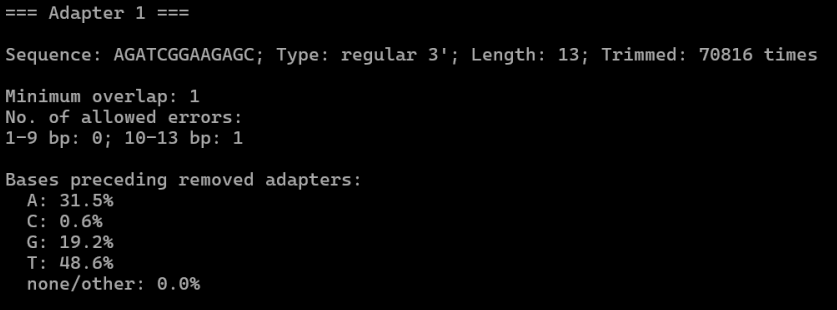 === Adapter 1 ===
Sequence: AGATCGGAAGAGC; Type: regular 3'; Length: 13; Trimmed: 70816 times
Minimum overlap: 1
No. of allowed errors:
1-9 bp: 0; 10-13 bp: 1
Bases preceding removed adapters:
  A: 31.5%
  C: 0.6%
  G: 19.2%
  T: 48.6%
  none/other: 0.0%